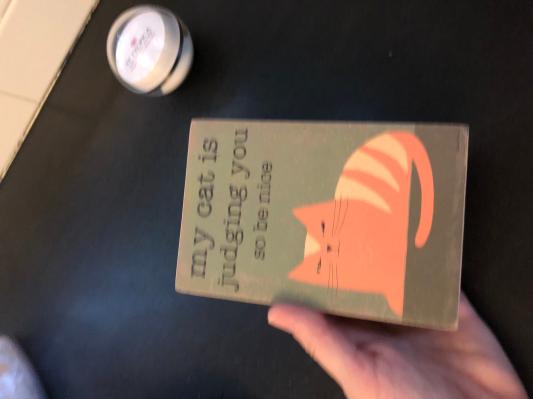 my cat is
judging you
so be nice